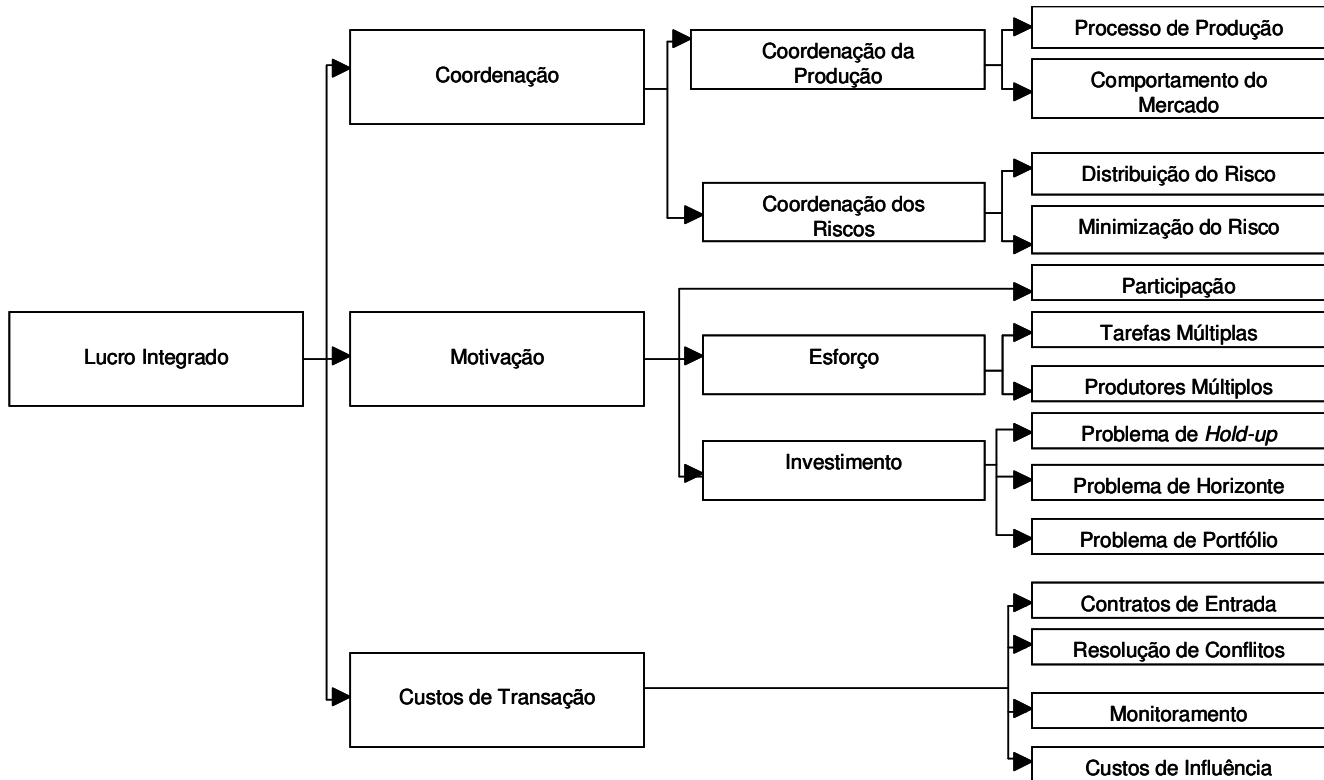 Processo de Produção
Coordenação
Coordenação da
Produção
Comportamento do
Mercado
Distribuição do Risco
Coordenação dos
Riscos
Minimização do Risco
Participação
Lucro Integrado
Motivação
Esforço
Tarefas Múltiplas
Produtores Múltiplos
Investimento
Problema de Hold-up
Problema de Horizonte
Problema de Portfólio
Custos de Transação
Contratos de Entrada
Resolução de Conflitos
Monitoramento
Custos de Influência